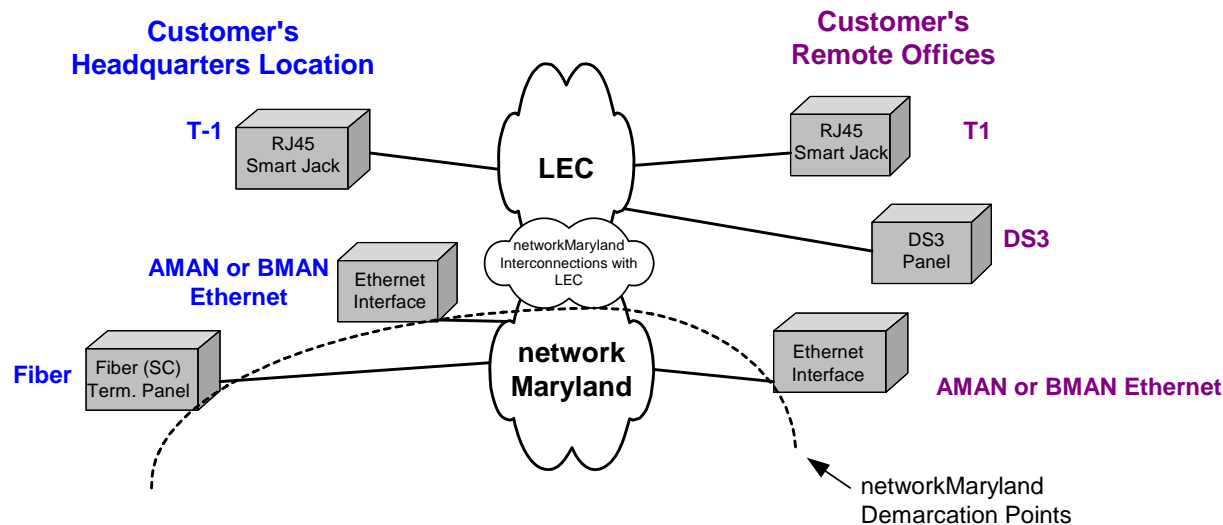 Customer's
Headquarters Location
Customer's
Remote Offices
T-1
RJ45
Smart Jack
LEC
RJ45
Smart Jack
T1
networkMaryland
Interconnections with
LEC
DS3
Panel
DS3
AMAN or BMAN
Ethernet
Ethernet
Interface
Fiber
Fiber (SC)
Term. Panel
network
Maryland
Ethernet
Interface
AMAN or BMAN Ethernet
networkMaryland
Demarcation Points